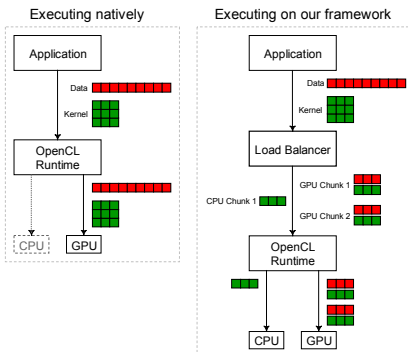 Executing natively
Application
Data
Kernel
OpenCL
Runtime
CPU
GPU
Executing on our framework
Application
Data
Kernel
Load Balancer
CPU Chunk 1
GPU Chunk 1
GPU Chunk 2
OpenCL
Runtime
CPU
GPU